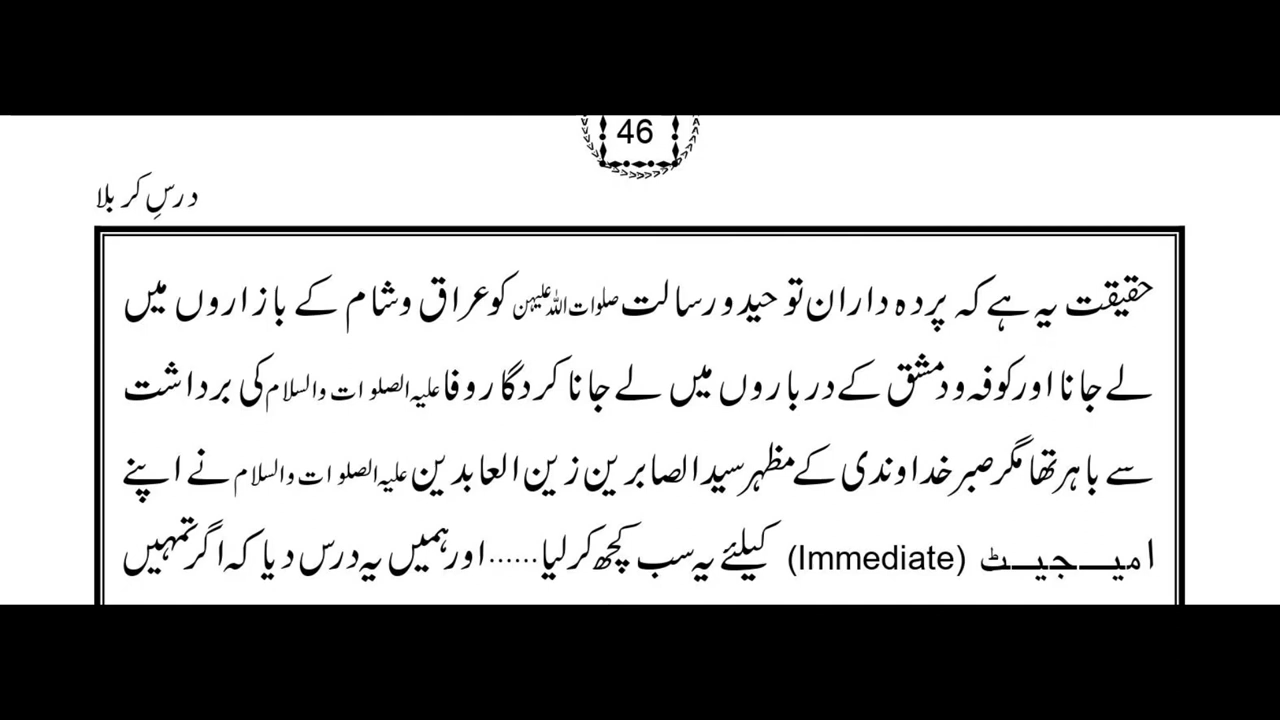 46
درسِ کربلا
حقیقت یہ ہے کہ پردہ داران توحید و رسالت صلوات اللہ علیہن کو عراق و شام کے بازاروں میں
لے جانا اور کوفہ و دمشق کے درباروں میں لے جانا کردگار وفا علیہ الصلوات والسلام کی برداشت
سے باہر تھا مگر صبر خداوندی کے مظہر سید الصابرین زین العابدین علیہ الصلوات والسلام نے اپنے
امیجیٹ (Immediate) کیلئے یہ سب کچھ کر لیا...... اور ہمیں یہ درس دیا کہ اگر تمہیں